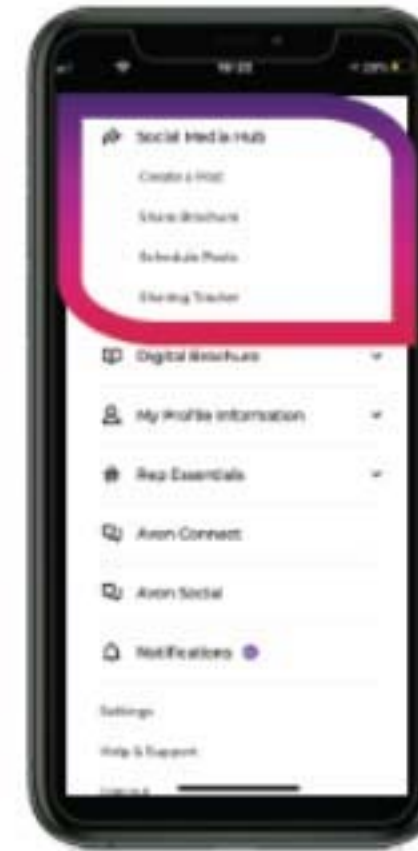 Social Media Hub
Create a Post
Share Brochure
Schedule Posts
Sharing Tracker
Digital Brochure
My Profile Information
Rep Essentials
Avon Connect
Avon Social
Notifications
Settings
Help & Support